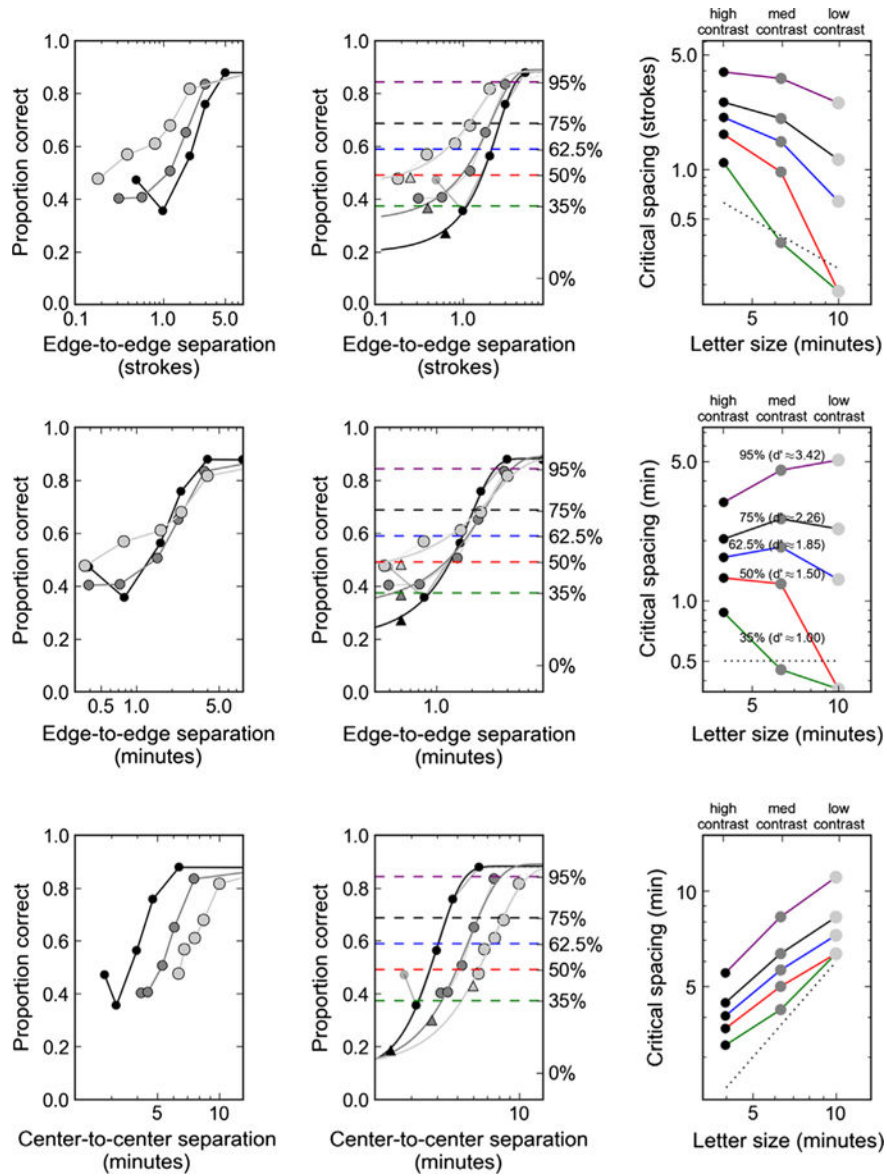 high med low
contrast contrast contrast
1.0
0.8
0.6
0.4
0.2
0.0
Proportion correct
0.1 1.0 5.0
Edge-to-edge separation
(strokes)
1.0
0.8
0.6
0.4
0.2
0.0
Proportion correct
95%
75%
62.5%
50%
35%
0%
0.1 1.0
Edge-to-edge separation
(strokes)
5.0
1.0
0.5
Critical spacing (strokes)
5 10
Letter size (minutes)
high med low
contrast contrast contrast
1.0
0.8
0.6
0.4
0.2
0.0
Proportion correct
0.5 1.0 5.0
Edge-to-edge separation
(minutes)
1.0
0.8
0.6
0.4
0.2
0.0
Proportion correct
95%
75%
62.5%
50%
35%
0%
1.0
Edge-to-edge separation
(minutes)
5.0
1.0
0.5
Critical spacing (min)
95% (d' ≈3.42)
75% (d' ≈2.26)
62.5% (d' ≈1.85)
50% (d' ≈1.50)
35% (d' ≈1.00)
5 10
Letter size (minutes)
high med low
contrast contrast contrast
1.0
0.8
0.6
0.4
0.2
0.0
Proportion correct
5 10
Center-to-center separation
(minutes)
1.0
0.8
0.6
0.4
0.2
0.0
Proportion correct
95%
75%
62.5%
50%
35%
0%
10
Center-to-center separation
(minutes)
10
5
Critical spacing (min)
5 10
Letter size (minutes)